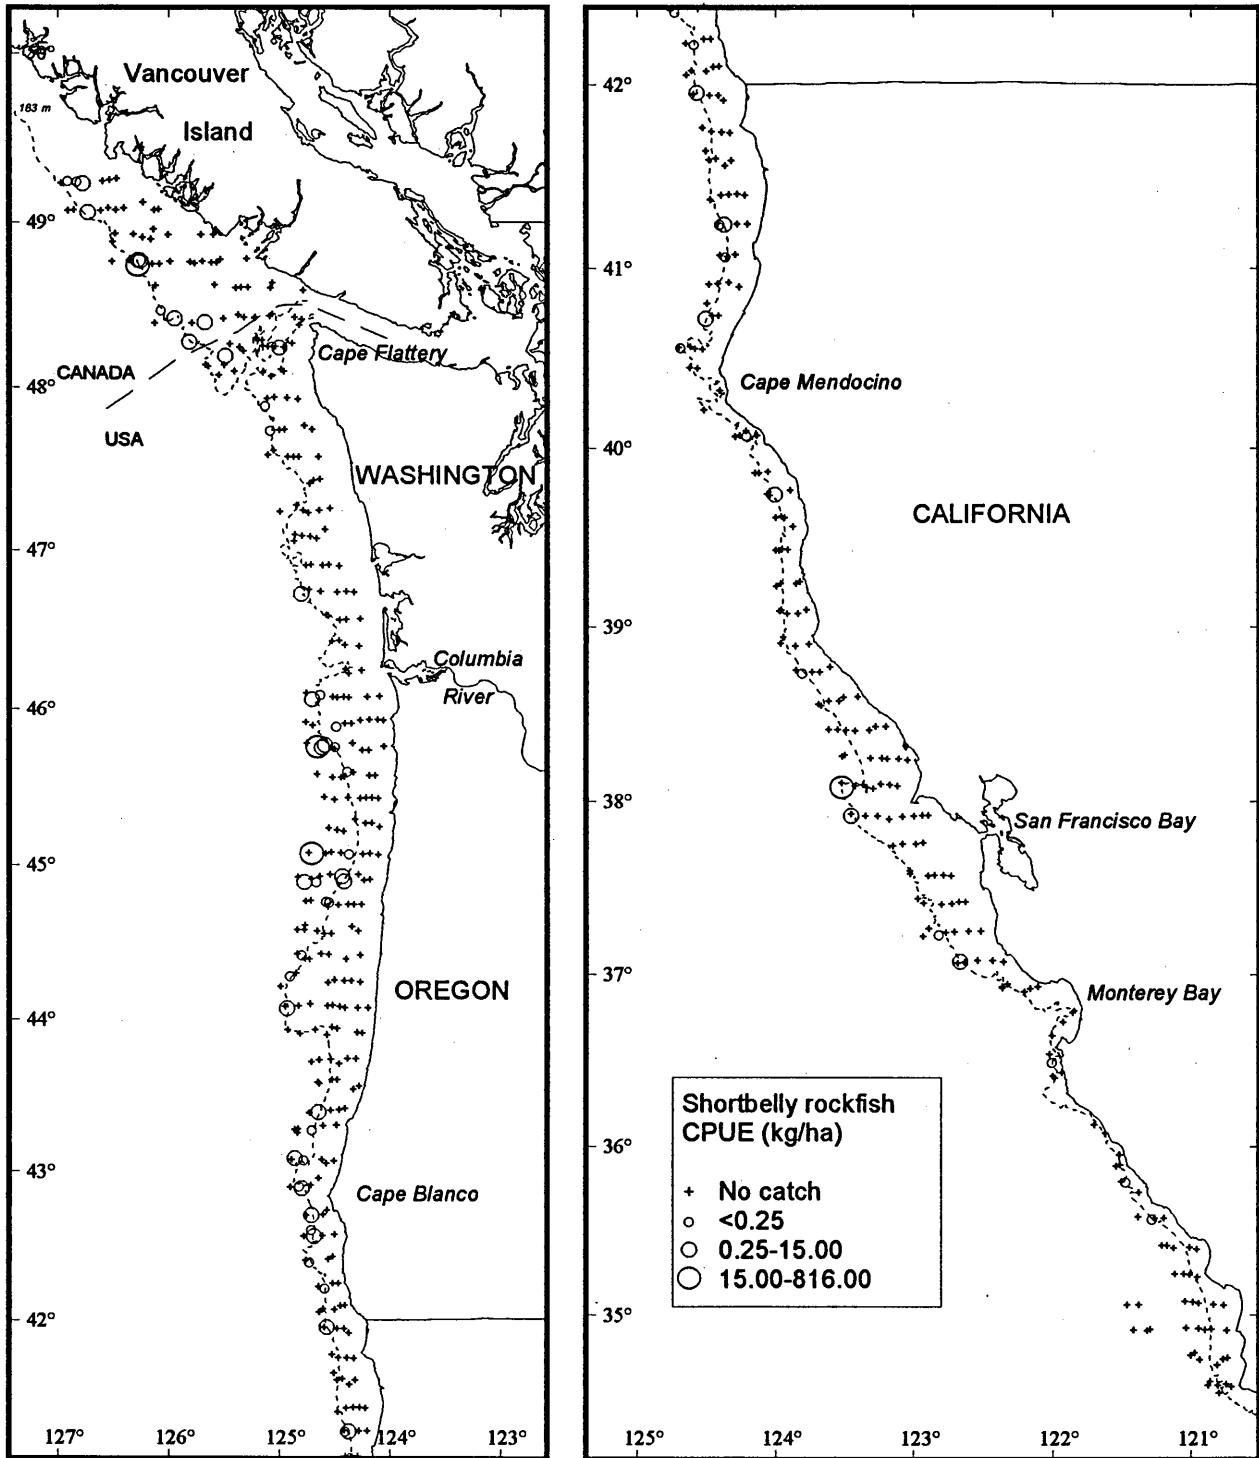 Vancouver
Island
183 m
49°
CANADA
USA
Cape Flattery
48°
WASHINGTON
47°
Columbia
River
46°
45°
OREGON
44°
43°
Cape Blanco
42°
127°
126°
125°
124°
123°
42°
41°
Cape Mendocino
40°
CALIFORNIA
39°
38°
San Francisco Bay
37°
Monterey Bay
Shortbelly rockfish
CPUE (kg/ha)
No catch
<0.25
0.25-15.00
15.00-816.00
36°
35°
125°
124°
123°
122°
121°